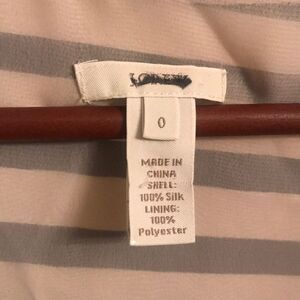 0
MADE IN
CHINA
SHELL:
100% Silk
LINING:
100%
Polyester